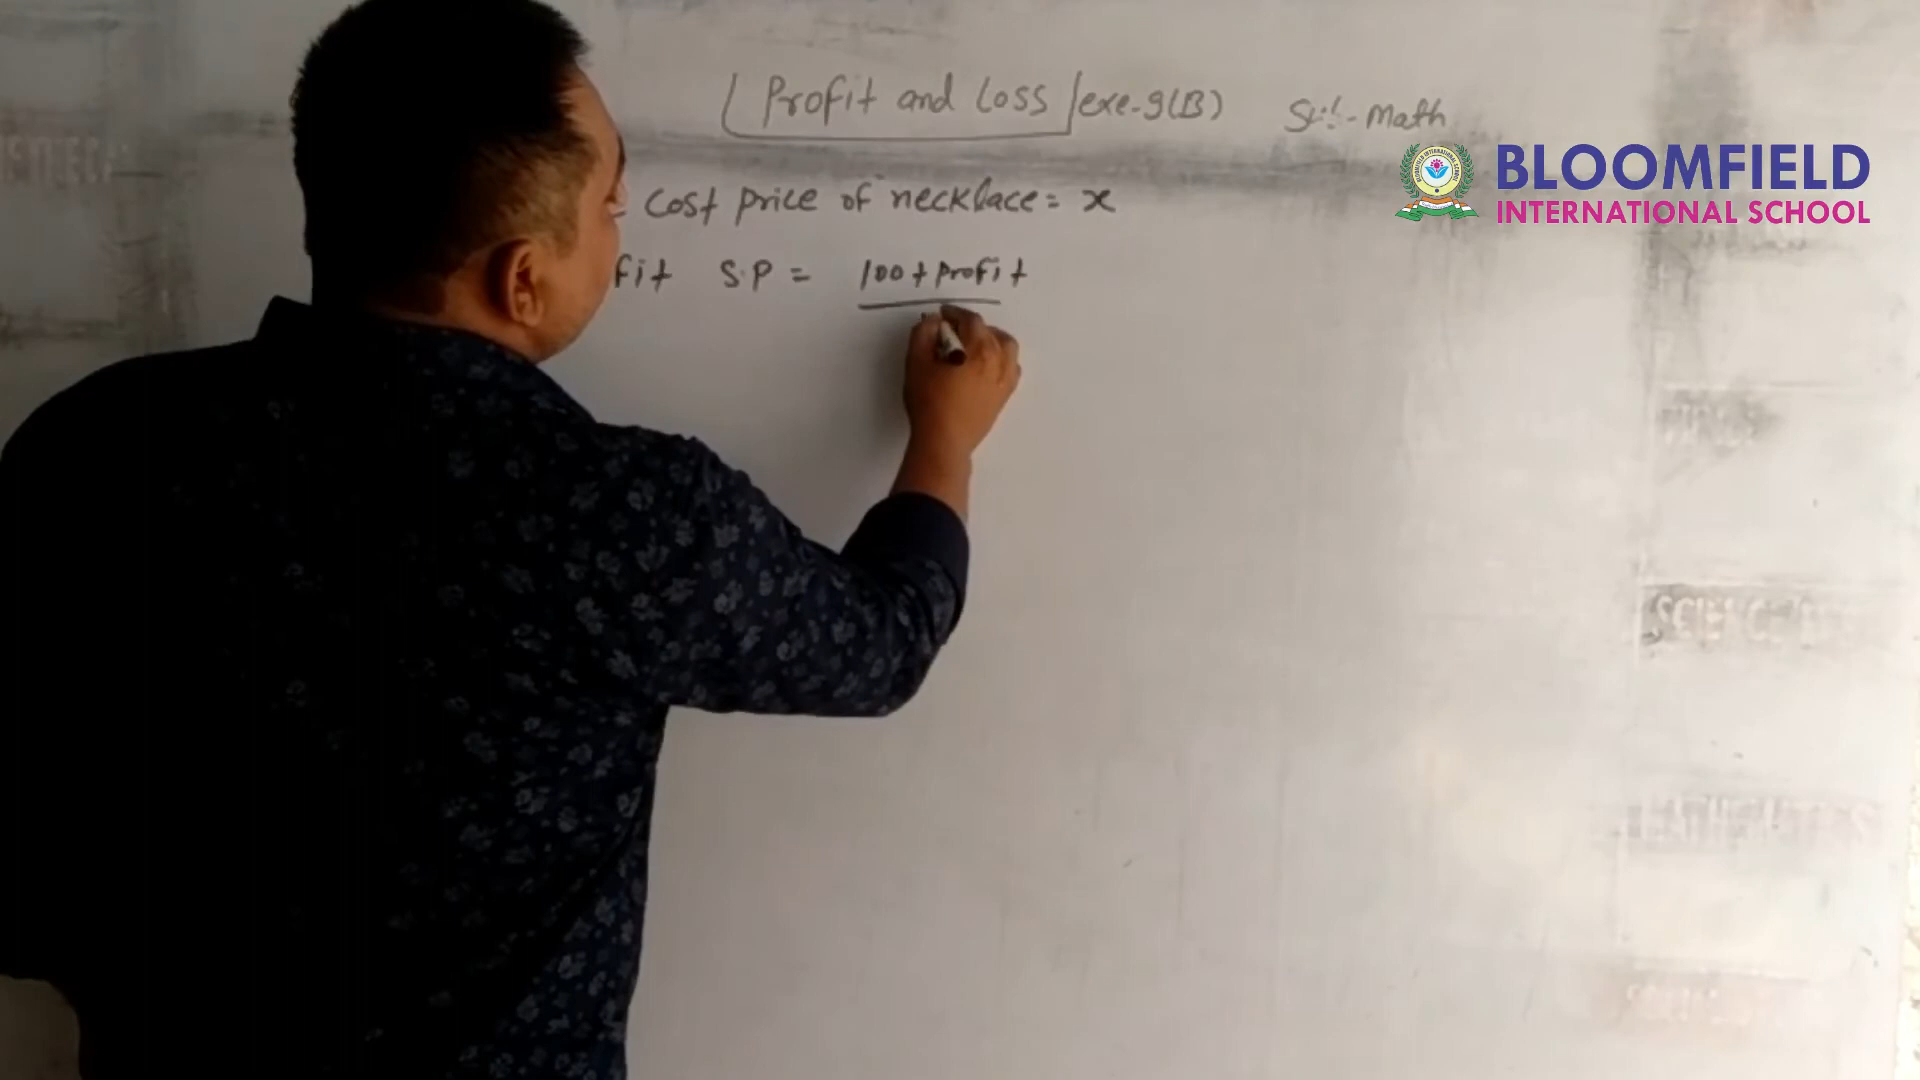 Profit and Loss exe-9(B) Sub:- Math
BLOOMFIELD
INTERNATIONAL SCHOOL
cost price of necklace = x
fit S.P = 100 + Profit